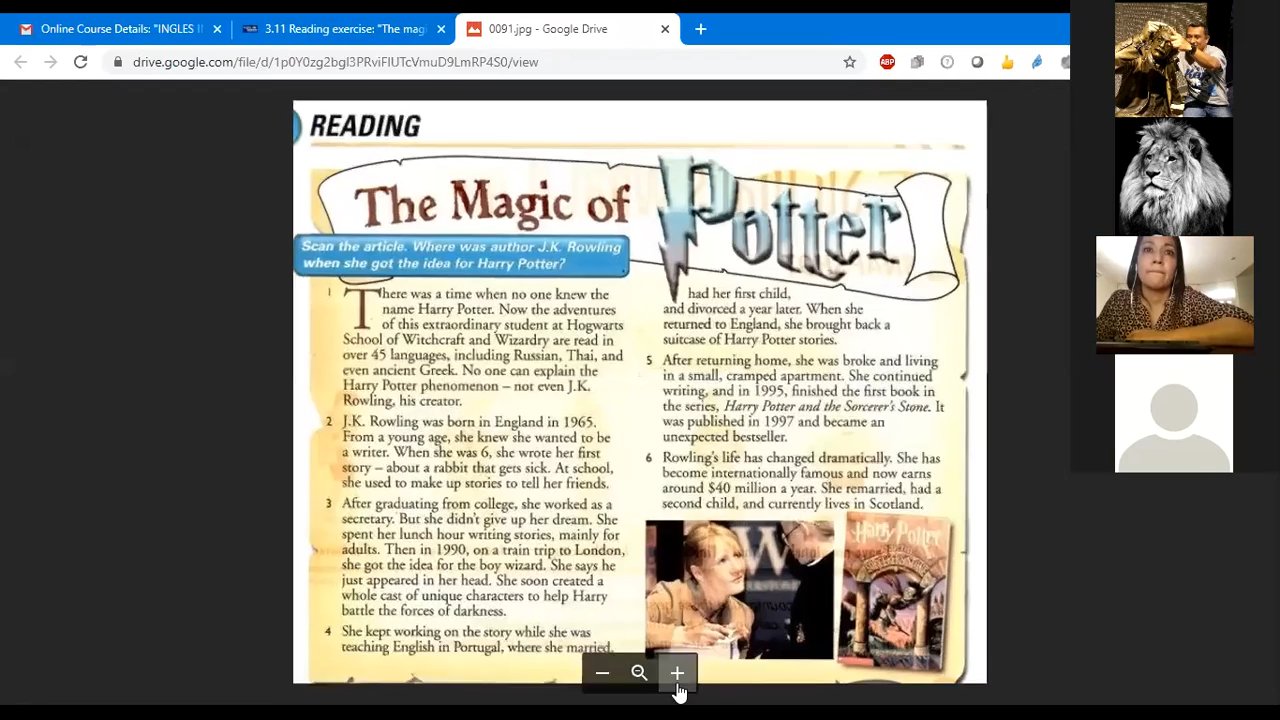 Online Course Details: "INGLES II
3.11 Reading exercise: "The mag
0091.jpg - Google Drive
drive.google.com/file/d/1p0Y0zg2bgl3PRviFIUTcVmuD9LmRP4S0/view
ABP
READING
The Magic of Potter
Scan the article. Where was author J.K. Rowling
when she got the idea for Harry Potter?
1 There was a time when no one knew the
name Harry Potter. Now the adventures
of this extraordinary student at Hogwarts
School of Witchcraft and Wizardry are read in
over 45 languages, including Russian, Thai, and
even ancient Greek. No one can explain the
Harry Potter phenomenon – not even J.K.
Rowling, his creator.
2 J.K. Rowling was born in England in 1965.
From a young age, she knew she wanted to be
a writer. When she was 6, she wrote her first
story – about a rabbit that gets sick. At school,
she used to make up stories to tell her friends.
3 After graduating from college, she worked as a
secretary. But she didn't give up her dream. She
spent her lunch hour writing stories, mainly for
adults. Then in 1990, on a train trip to London,
she got the idea for the boy wizard. She says he
just appeared in her head. She soon created a
whole cast of unique characters to help Harry
battle the forces of darkness.
4 She kept working on the story while she was
teaching English in Portugal, where she married,
had her first child,
and divorced a year later. When she
returned to England, she brought back a
suitcase of Harry Potter stories.
5 After returning home, she was broke and living
in a small, cramped apartment. She continued
writing, and in 1995, finished the first book in
the series, Harry Potter and the Sorcerer's Stone. It
was published in 1997 and became an
unexpected bestseller.
6 Rowling's life has changed dramatically. She has
become internationally famous and now earns
around $40 million a year. She remarried, had a
second child, and currently lives in Scotland.
W
Harry Potter